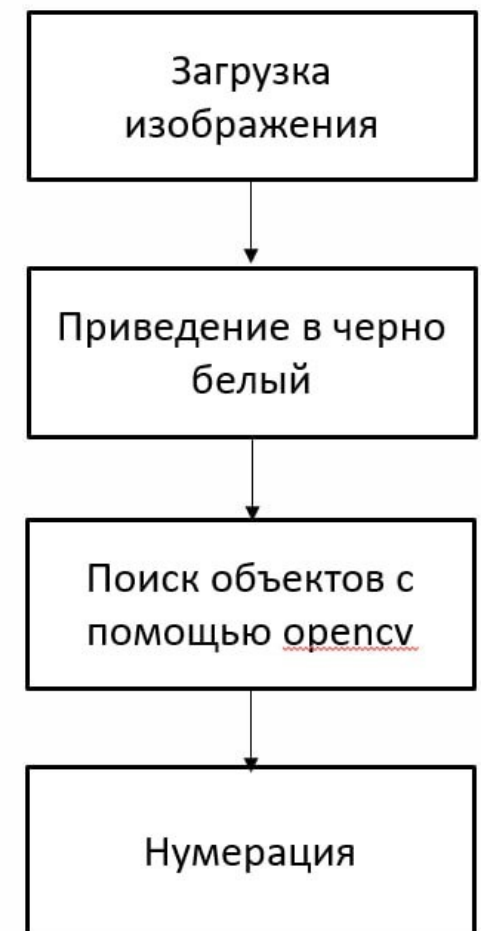 Загрузка
изображения
Приведение в черно
белый
Поиск объектов с
помощью opencv
Нумерация